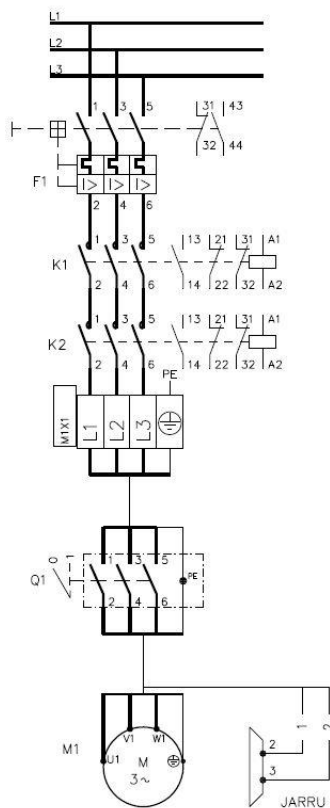 L1
L2
L3
1 3 5 31 43
32 44
F1 I> I> I>
2 4 6
1 3 5 13 21 31 A1
K1
2 4 6 14 22 32 A2
1 3 5 13 21 31 A1
K2
2 4 6 14 22 32 A2
PE
M1X1 L1 L2 L3
0 1 1 3 5
Q1 PE
2 4 6
V1 W1 1 2
M1 U1 M 2
3~ 3
JARRU